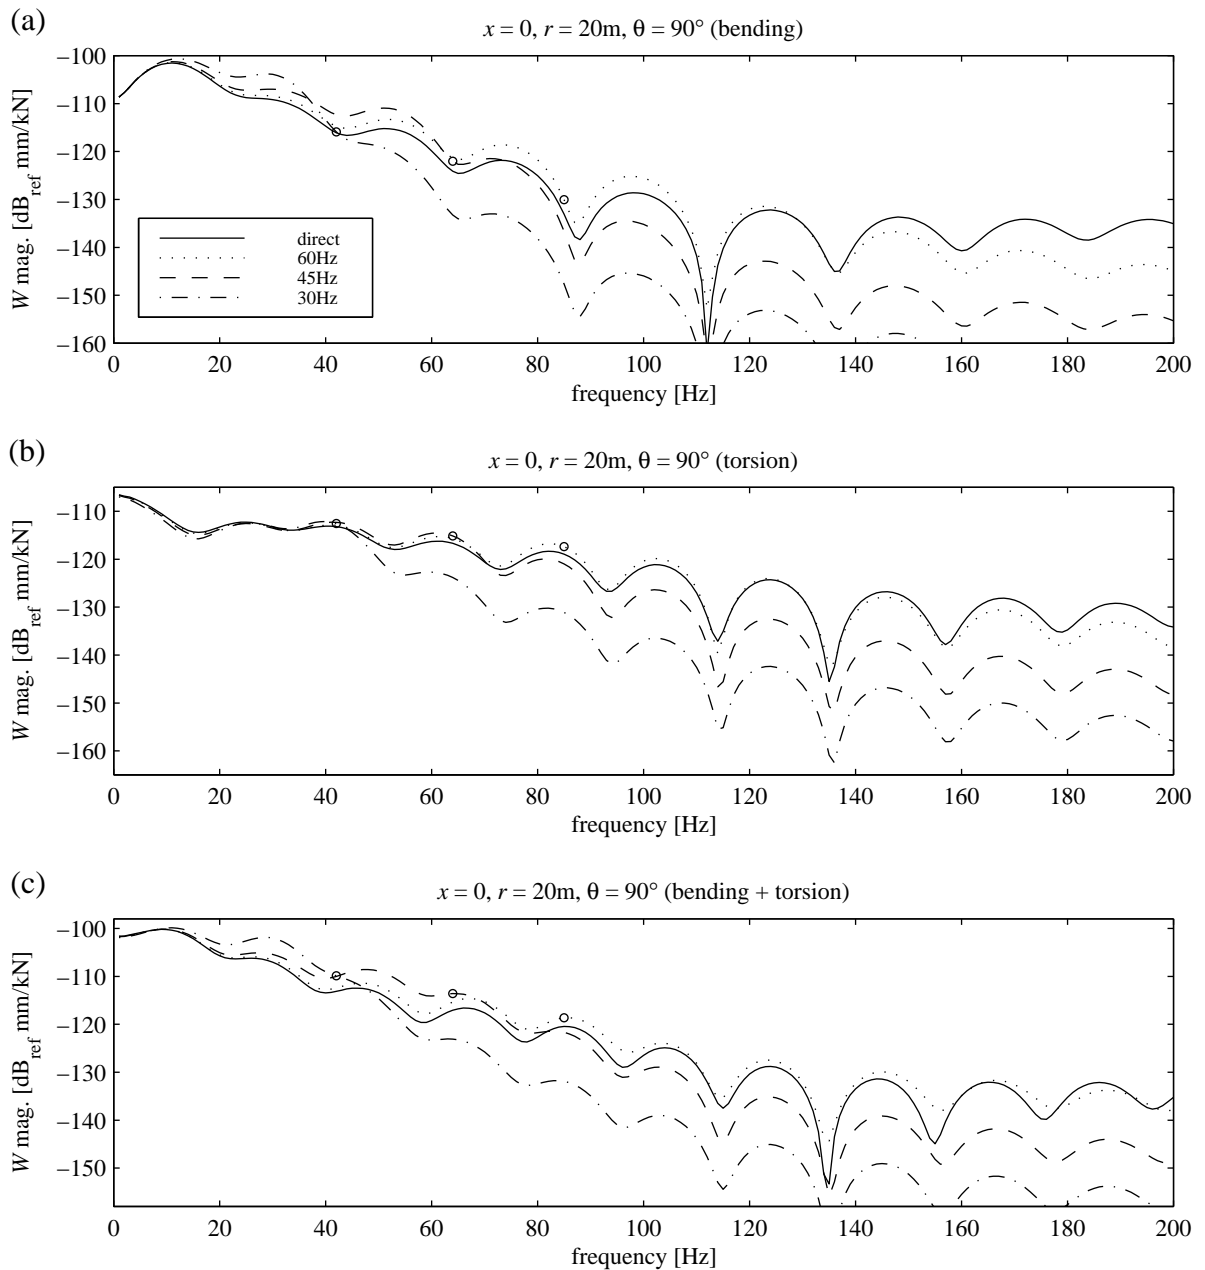 (a)
x = 0, r = 20m, θ = 90° (bending)
W mag. [dBref mm/kN]
−100
−110
−120
−130
−140
−150
−160
direct
60Hz
45Hz
30Hz
0 20 40 60 80 100 120 140 160 180 200
frequency [Hz]
(b)
x = 0, r = 20m, θ = 90° (torsion)
W mag. [dBref mm/kN]
−110
−120
−130
−140
−150
−160
0 20 40 60 80 100 120 140 160 180 200
frequency [Hz]
(c)
x = 0, r = 20m, θ = 90° (bending + torsion)
W mag. [dBref mm/kN]
−100
−110
−120
−130
−140
−150
0 20 40 60 80 100 120 140 160 180 200
frequency [Hz]